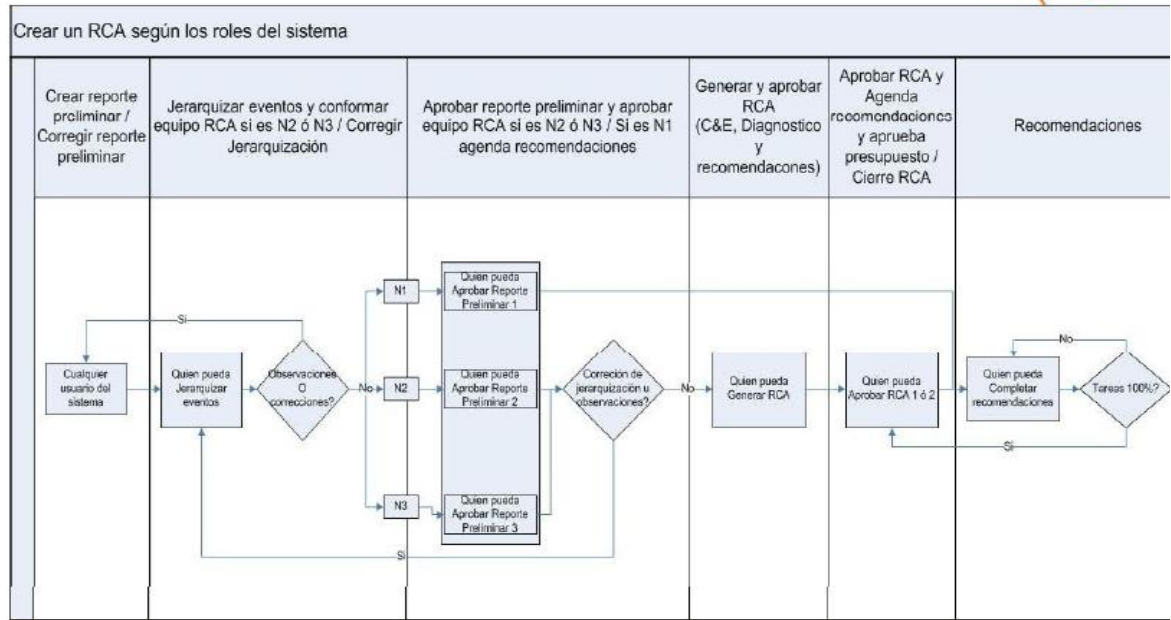 Crear un RCA según los roles del sistema
Crear reporte
preliminar /
Corregir reporte
preliminar
Jerarquizar eventos y conformar
equipo RCA si es N2 ó N3 / Corregir
Jerarquización
Aprobar reporte preliminar y aprobar
equipo RCA si es N2 ó N3 / Si es N1
agenda recomendaciones
Generar y aprobar
RCA
(C&E, Diagnostico
y
recomendacones)
Aprobar RCA y
Agenda
recomendaciones
y aprueba
presupuesto /
Cierre RCA
Recomendaciones
Cualquier
usuario del
sistema
Si
Quien pueda
Jerarquizar
eventos
Observaciones
O
correcciones?
No
N1
N2
N3
Quien pueda
Aprobar Reporte
Preliminar 1
Quien pueda
Aprobar Reporte
Preliminar 2
Quien pueda
Aprobar Reporte
Preliminar 3
Correción de
jerarquización u
observaciones?
Si
No
Quien pueda
Generar RCA
Quien pueda
Aprobar RCA 1 ó 2
Quien pueda
Completar
recomendaciones
No
Tareas 100%?
Si